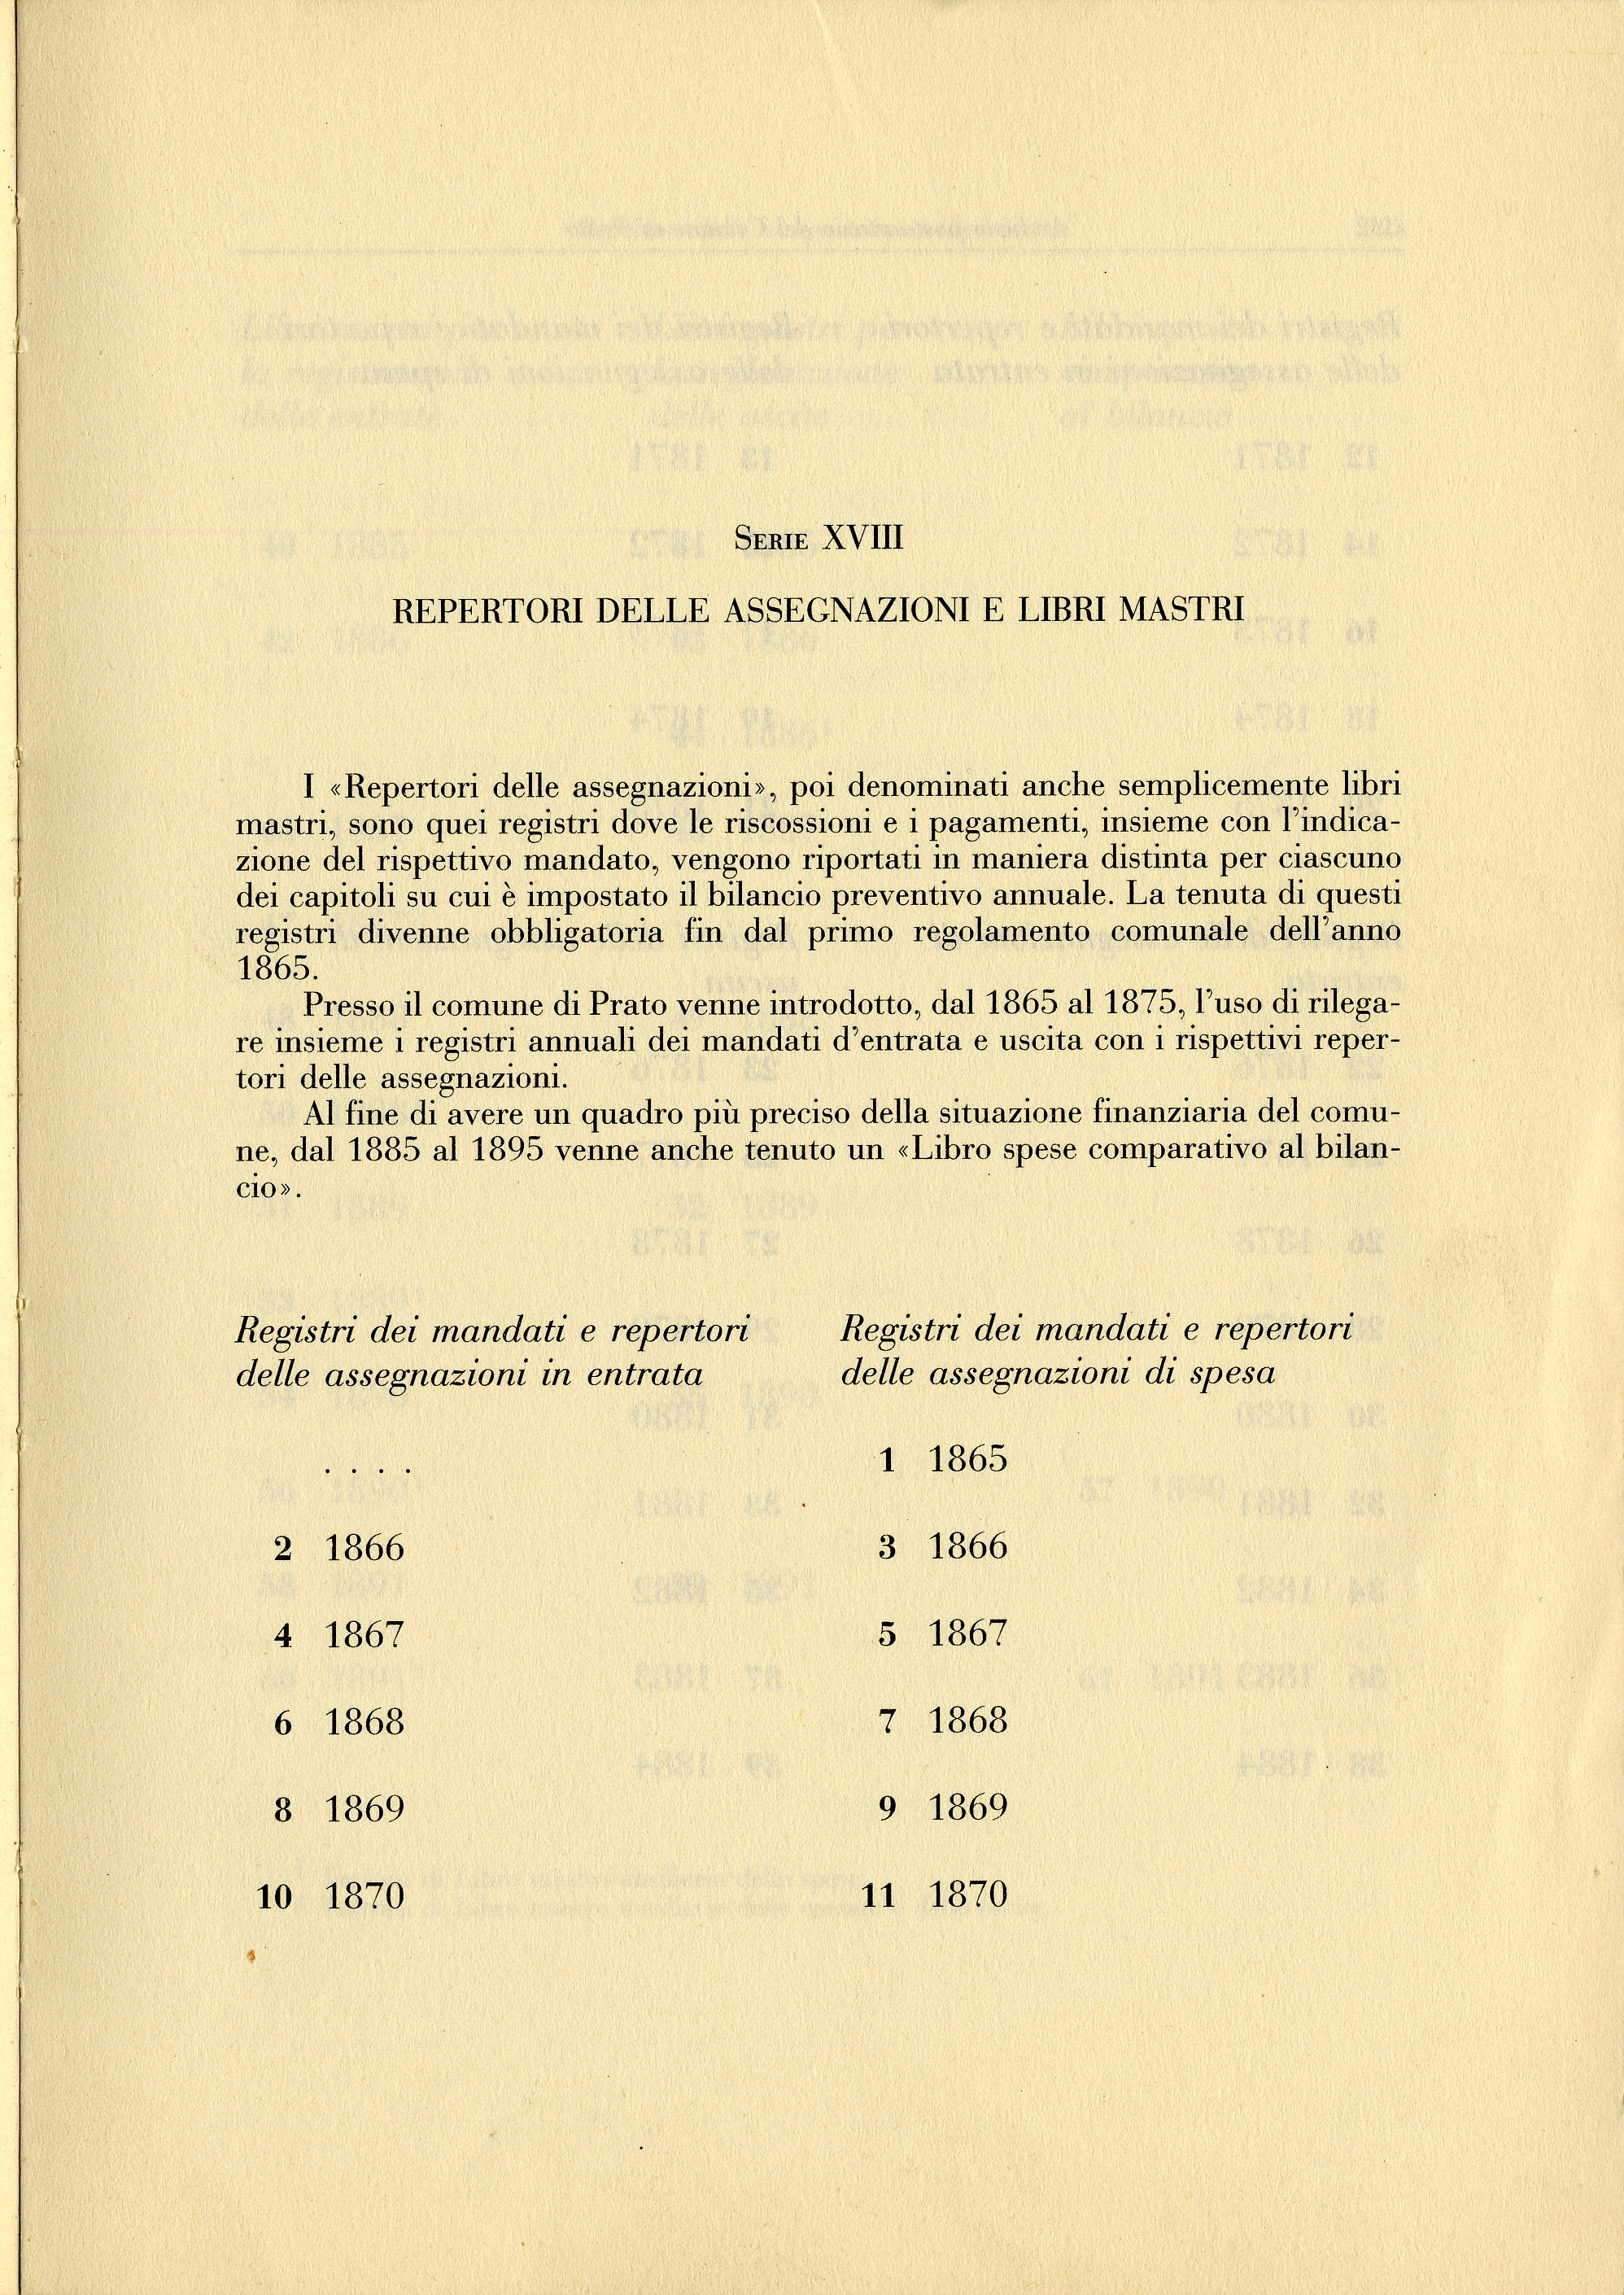 Serie XVIII
REPERTORI DELLE ASSEGNAZIONI E LIBRI MASTRI
I «Repertori delle assegnazioni», poi denominati anche semplicemente libri
mastri, sono quei registri dove le riscossioni e i pagamenti, insieme con l'indica-
zione del rispettivo mandato, vengono riportati in maniera distinta per ciascuno
dei capitoli su cui è impostato il bilancio preventivo annuale. La tenuta di questi
registri divenne obbligatoria fin dal primo regolamento comunale dell'anno
1865.
Presso il comune di Prato venne introdotto, dal 1865 al 1875, l'uso di rilega-
re insieme i registri annuali dei mandati d'entrata e uscita con i rispettivi reper-
tori delle assegnazioni.
Al fine di avere un quadro più preciso della situazione finanziaria del comu-
ne, dal 1885 al 1895 venne anche tenuto un «Libro spese comparativo al bilan-
cio».
Registri dei mandati e repertori
delle assegnazioni in entrata
. . . .
2 1866
4 1867
6 1868
8 1869
10 1870
Registri dei mandati e repertori
delle assegnazioni di spesa
1 1865
3 1866
5 1867
7 1868
9 1869
11 1870